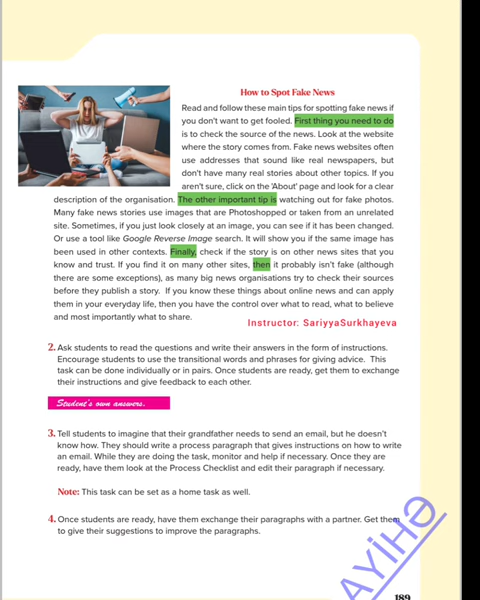 How to Spot Fake News
Read and follow these main tips for spotting fake news if
you don't want to get fooled. First thing you need to do
is to check the source of the news. Look at the website
where the story comes from. Fake news websites often
use addresses that sound like real newspapers, but
don't have many real stories about other topics. If you
aren't sure, click on the 'About' page and look for a clear
description of the organisation. The other important tip is watching out for fake photos.
Many fake news stories use images that are Photoshopped or taken from an unrelated
site. Sometimes, if you just look closely at an image, you can see if it has been changed.
Or use a tool like Google Reverse Image search. It will show you if the same image has
been used in other contexts. Finally, check if the story is on other news sites that you
know and trust. If you find it on many other sites, then it probably isn't fake (although
there are some exceptions), as many big news organisations try to check their sources
before they publish a story. If you know these things about online news and can apply
them in your everyday life, then you have the control over what to read, what to believe
and most importantly what to share.
Instructor: SariyyaSurkhayeva
2. Ask students to read the questions and write their answers in the form of instructions.
Encourage students to use the transitional words and phrases for giving advice. This
task can be done individually or in pairs. Once students are ready, get them to exchange
their instructions and give feedback to each other.
Student's own answers.
3. Tell students to imagine that their grandfather needs to send an email, but he doesn't
know how. They should write a process paragraph that gives instructions on how to write
an email. While they are doing the task, monitor and help if necessary. Once they are
ready, have them look at the Process Checklist and edit their paragraph if necessary.
Note: This task can be set as a home task as well.
4. Once students are ready, have them exchange their paragraphs with a partner. Get them
to give their suggestions to improve the paragraphs.
AYİHƏ
189